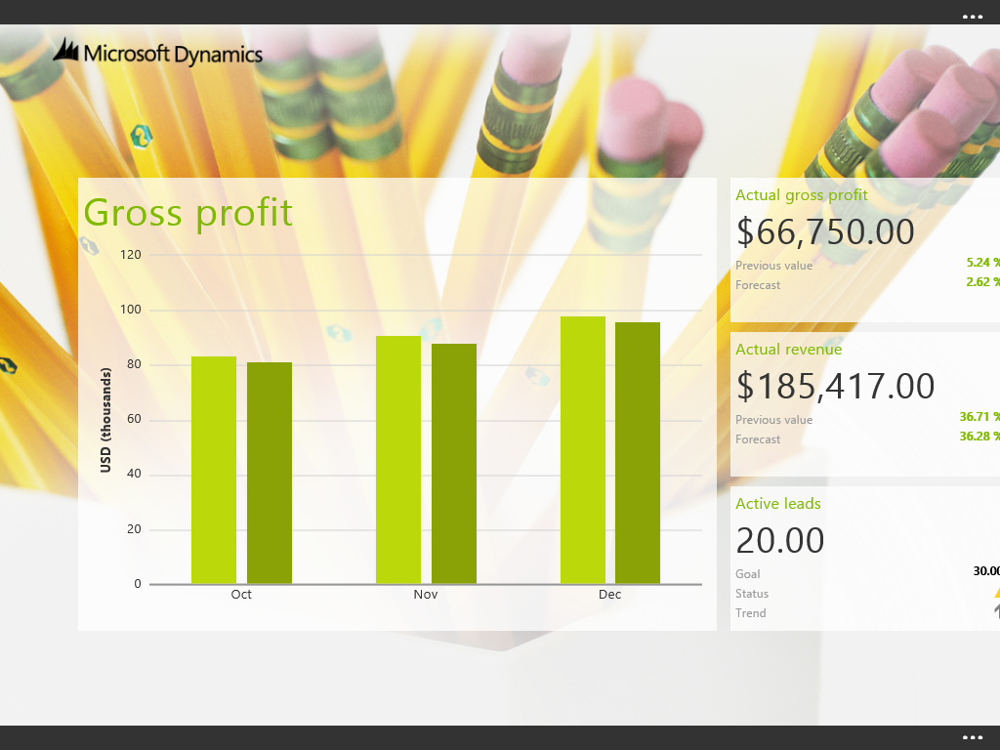 Microsoft Dynamics
Gross profit
120
100
80
60
40
20
0
USD (thousands)
Oct
Nov
Dec
Actual gross profit
$66,750.00
Previous value 5.24 %
Forecast 2.62 %
Actual revenue
$185,417.00
Previous value 36.71 %
Forecast 36.28 %
Active leads
20.00
Goal 30.00
Status
Trend